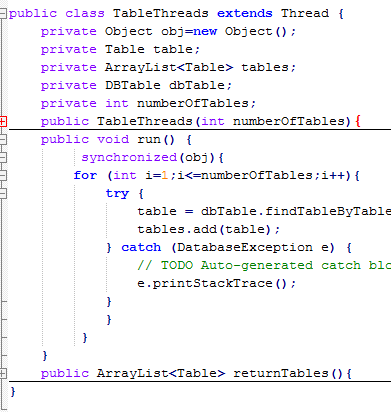 public class TableThreads extends Thread {
    private Object obj=new Object();
    private Table table;
    private ArrayList<Table> tables;
    private DBTable dbTable;
    private int numberOfTables;
    public TableThreads(int numberOfTables){
    public void run() {
         synchronized(obj){
        for (int i=1;i<=numberOfTables;i++){
            try {
                table = dbTable.findTableByTable
                tables.add(table);
            } catch (DatabaseException e) {
                // TODO Auto-generated catch blo
                e.printStackTrace();
            }
            }
         }
    }
    public ArrayList<Table> returnTables(){
}